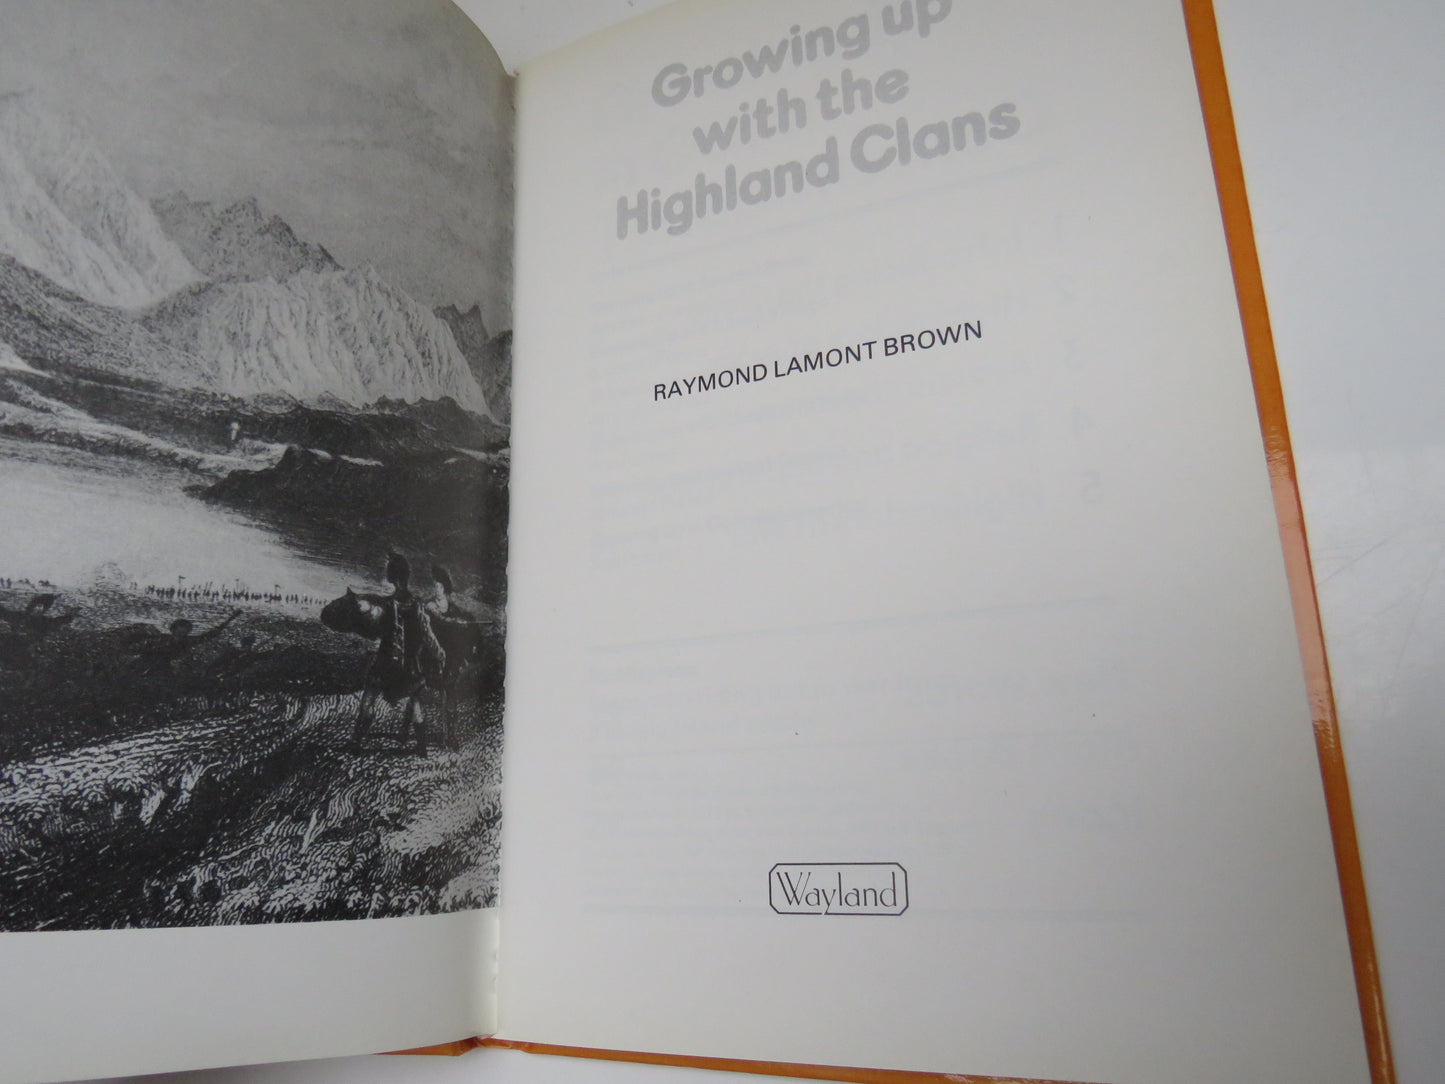 Growing up
with the
Highland Clans
RAYMOND LAMONT BROWN
Wayland